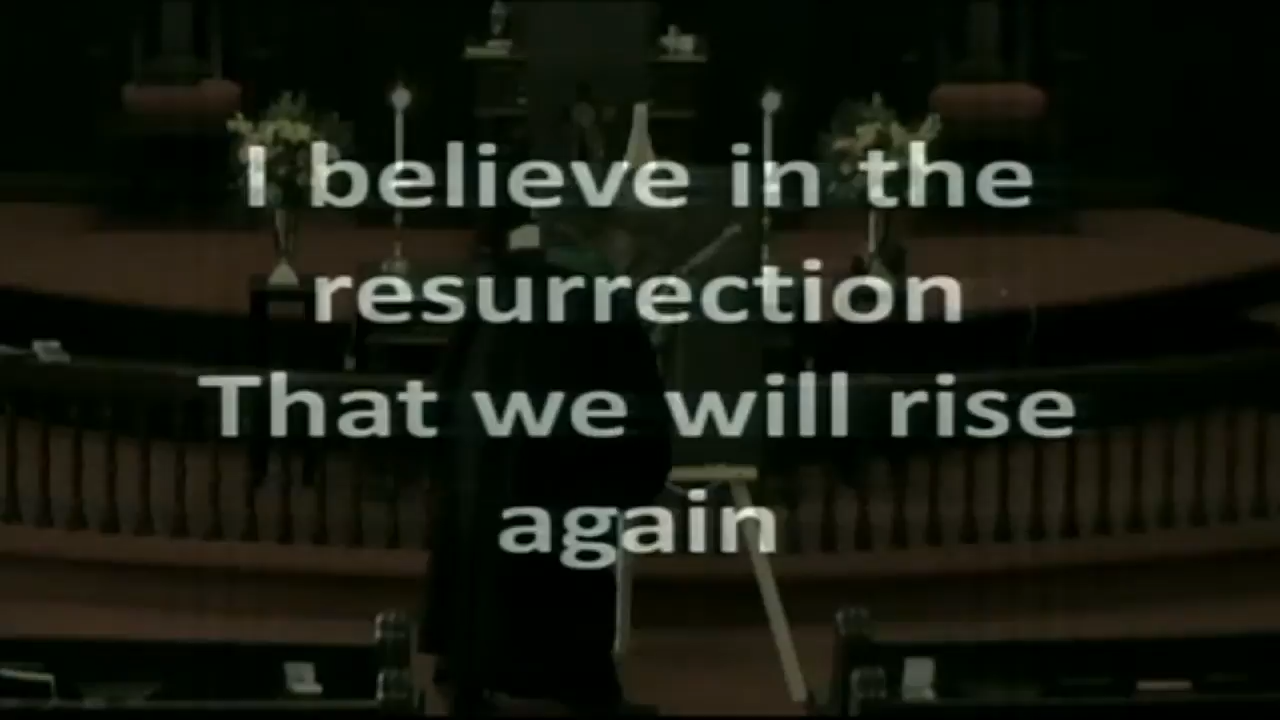 I believe in the
resurrection
That we will rise
again